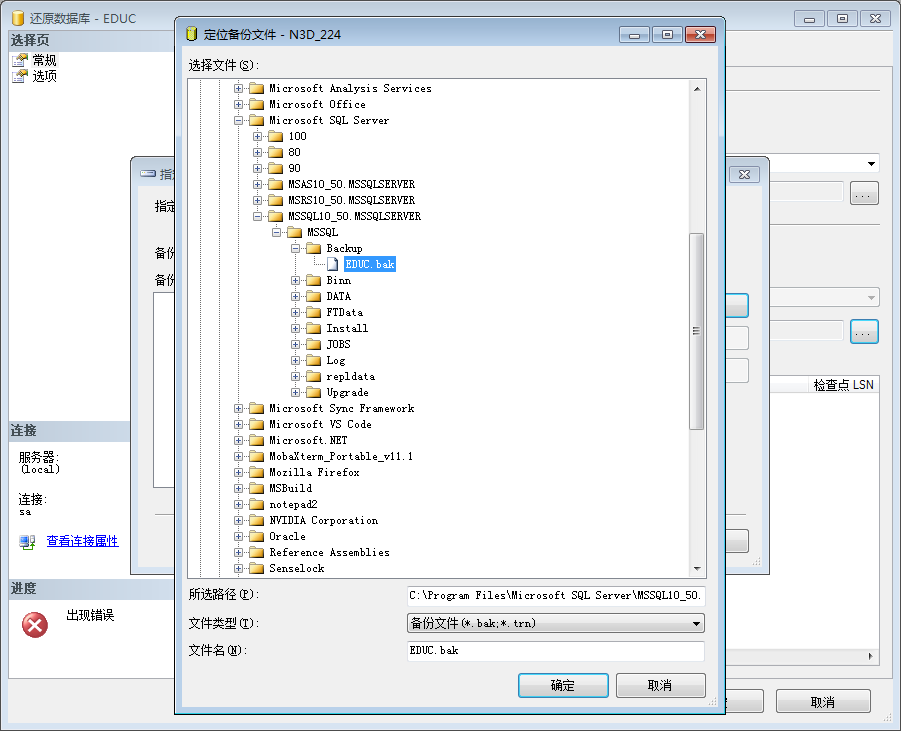 还原数据库 - EDUC
选择页
常规
选项
连接
服务器:
(local)
连接:
sa
查看连接属性
进度
出现错误
指定
备份
备份
...
...
检查点 LSN
取消
定位备份文件 - N3D_224
选择文件(S):
Microsoft Analysis Services
Microsoft Office
Microsoft SQL Server
100
80
90
MSAS10_50.MSSQLSERVER
MSRS10_50.MSSQLSERVER
MSSQL10_50.MSSQLSERVER
MSSQL
Backup
EDUC.bak
Binn
DATA
FTData
Install
JOBS
Log
repldata
Upgrade
Microsoft Sync Framework
Microsoft VS Code
Microsoft.NET
MobaXterm_Portable_v11.1
Mozilla Firefox
MSBuild
notepad2
NVIDIA Corporation
Oracle
Reference Assemblies
Senselock
所选路径(P):
C:\Program Files\Microsoft SQL Server\MSSQL10_50.
文件类型(T):
备份文件(*.bak;*.trn)
文件名(N):
EDUC.bak
确定
取消